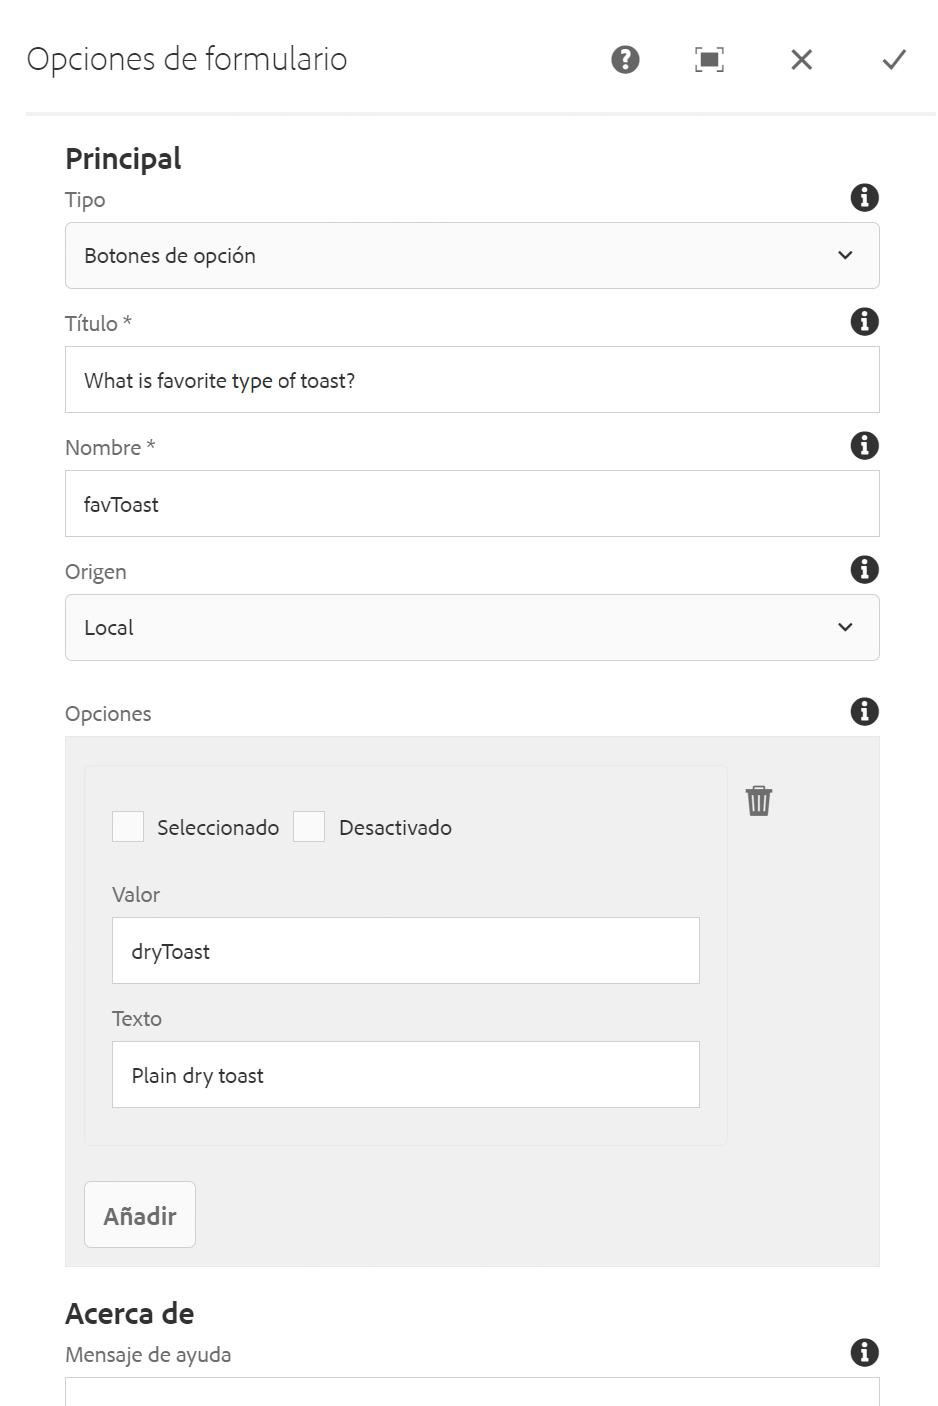 Opciones de formulario
Principal
Tipo
Botones de opción
Título *
What is favorite type of toast?
Nombre *
favToast
Origen
Local
Opciones
Seleccionado Desactivado
Valor
dryToast
Texto
Plain dry toast
Añadir
Acerca de
Mensaje de ayuda